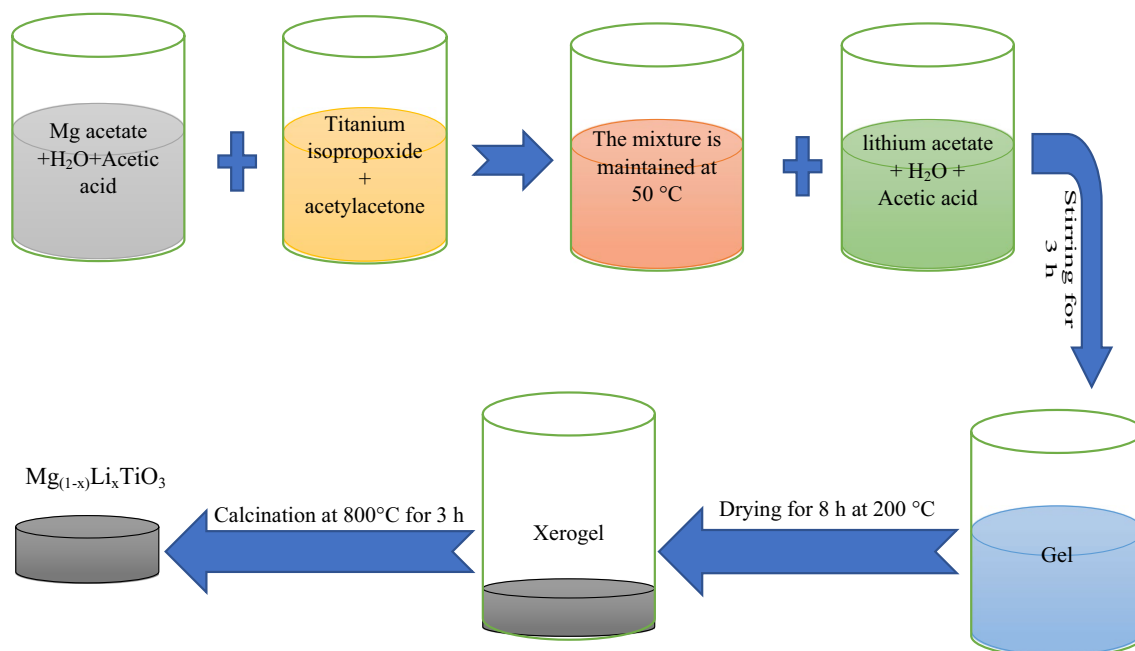 Mg acetate
+H₂O+Acetic
acid
Titanium
isopropoxide
+
acetylacetone
The mixture is
maintained at
50 °C
lithium acetate
+ H₂O +
Acetic acid
Stirring for
3 h
Gel
Drying for 8 h at 200 °C
Xerogel
Calcination at 800°C for 3 h
Mg₍₁₋ₓ₎LiₓTiO₃